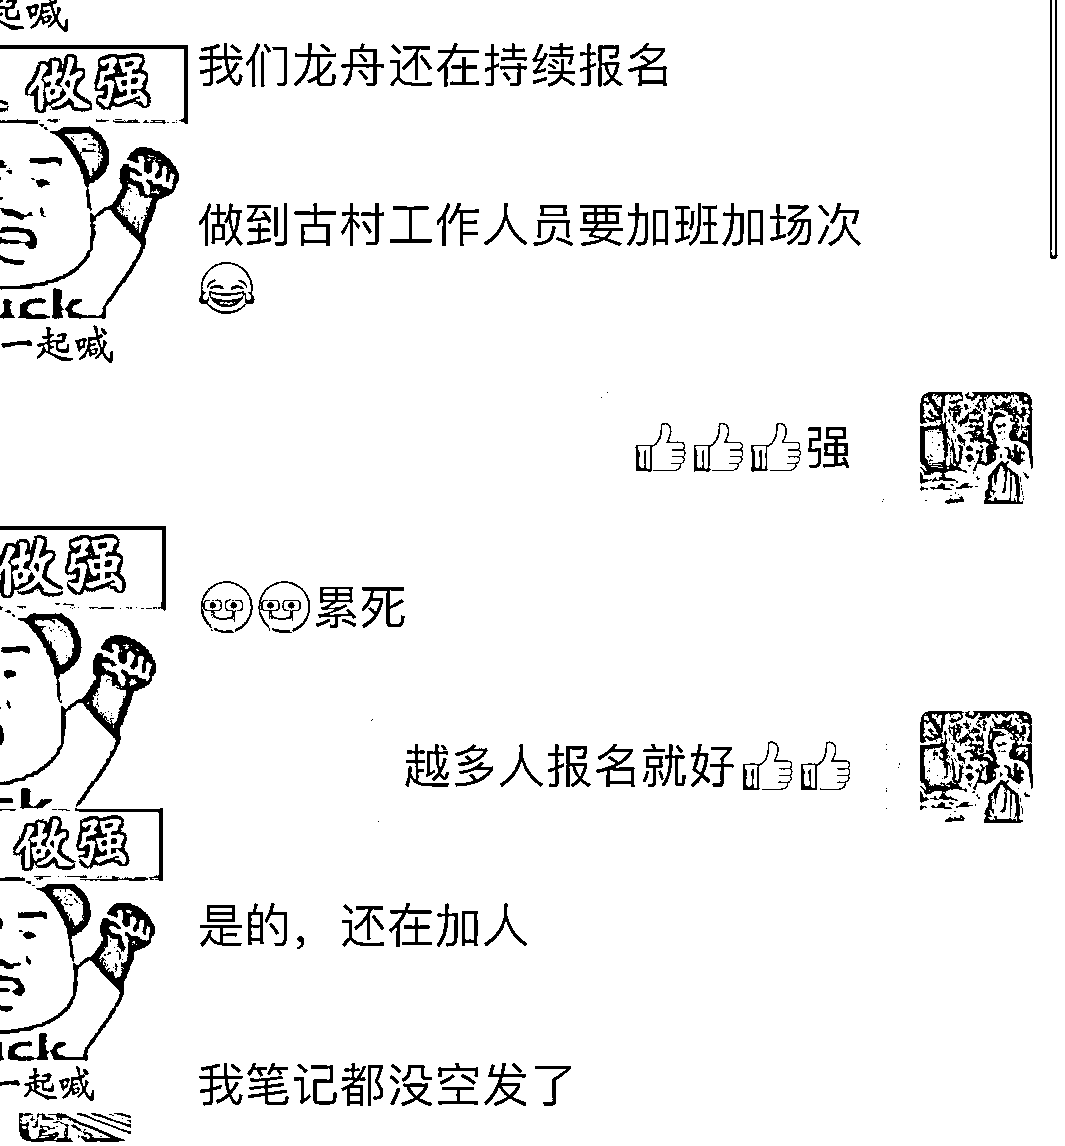 起喊
做强
我们龙舟还在持续报名
做到古村工作人员要加班加场次
😂
uck
一起喊
👍👍👍强
做强
🤓🤓累死
越多人报名就好👍👍
ck
做强
是的，还在加人
uck
一起喊
我笔记都没空发了